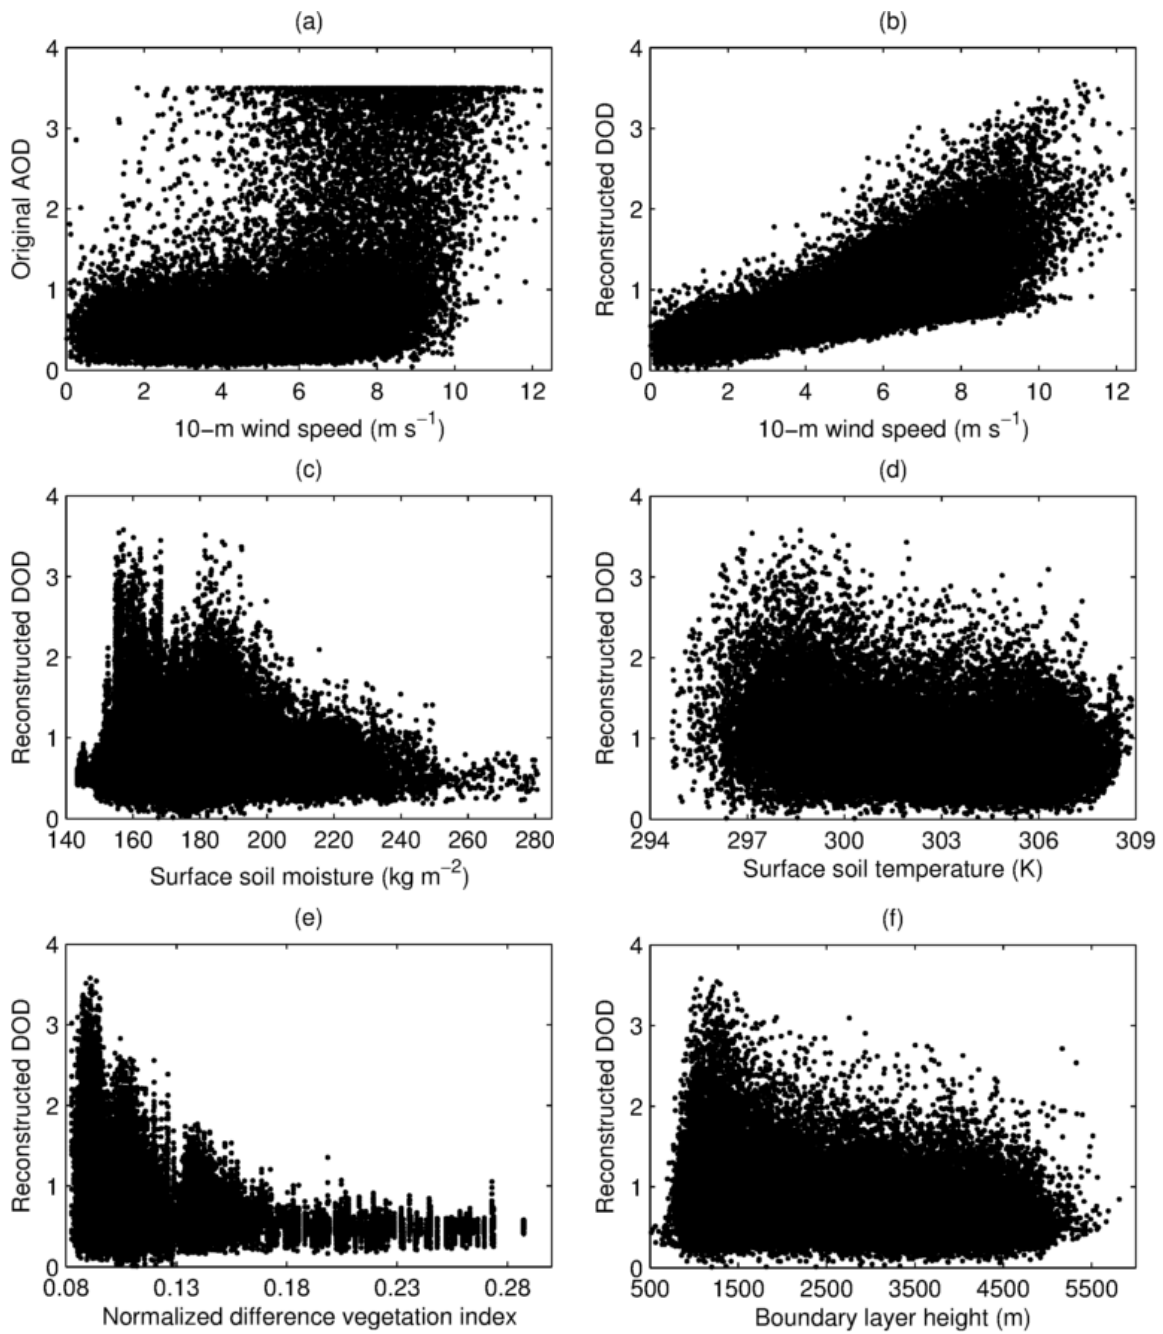 (a)
4
3
2
1
0
Original AOD
0 2 4 6 8 10 12
10−m wind speed (m s−1)
(b)
4
3
2
1
0
Reconstructed DOD
0 2 4 6 8 10 12
10−m wind speed (m s−1)
(c)
4
3
2
1
0
Reconstructed DOD
140 160 180 200 220 240 260 280
Surface soil moisture (kg m−2)
(d)
4
3
2
1
0
Reconstructed DOD
294 297 300 303 306 309
Surface soil temperature (K)
(e)
4
3
2
1
0
Reconstructed DOD
0.08 0.13 0.18 0.23 0.28
Normalized difference vegetation index
(f)
4
3
2
1
0
Reconstructed DOD
500 1500 2500 3500 4500 5500
Boundary layer height (m)